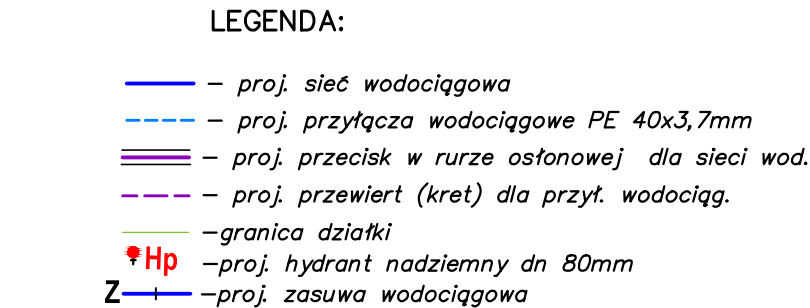 LEGENDA:
– proj. sieć wodociągowa
– proj. przyłącza wodociągowe PE 40x3,7mm
– proj. przecisk w rurze osłonowej dla sieci wod.
– proj. przewiert (kret) dla przył. wodociąg.
–granica działki
Hp –proj. hydrant nadziemny dn 80mm
Z –proj. zasuwa wodociągowa